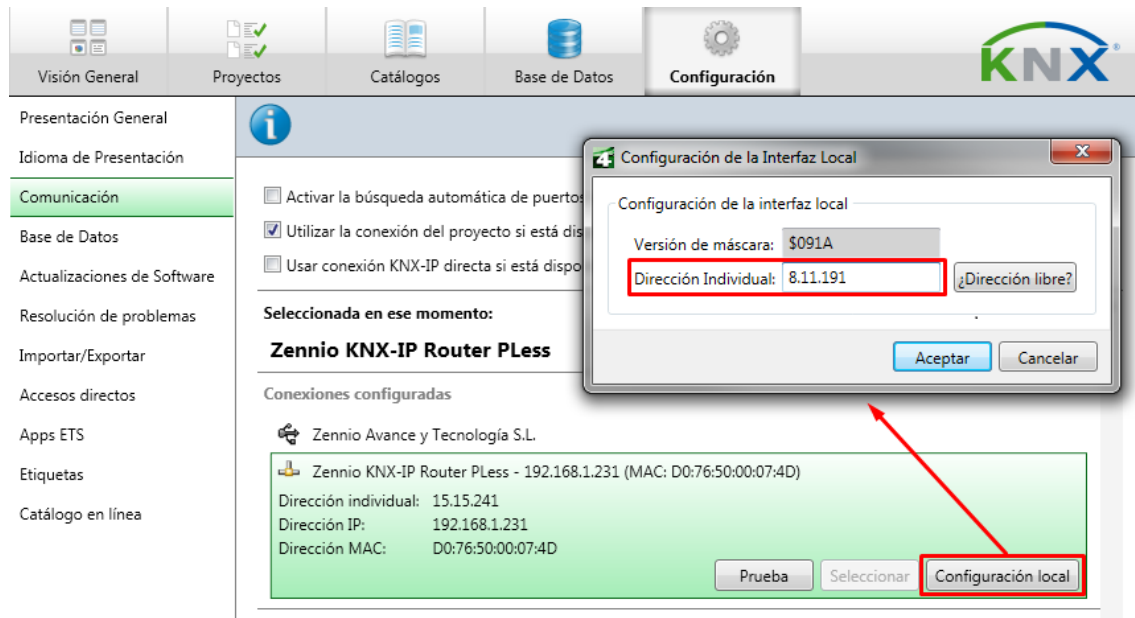 Visión General
Proyectos
Catálogos
Base de Datos
Configuración
KNX
Presentación General
Idioma de Presentación
Comunicación
Base de Datos
Actualizaciones de Software
Resolución de problemas
Importar/Exportar
Accesos directos
Apps ETS
Etiquetas
Catálogo en línea
Activar la búsqueda automática de puertos
Utilizar la conexión del proyecto si está dis
Usar conexión KNX-IP directa si está dispo
Seleccionada en ese momento:
Zennio KNX-IP Router PLess
Conexiones configuradas
Zennio Avance y Tecnología S.L.
Zennio KNX-IP Router PLess - 192.168.1.231 (MAC: D0:76:50:00:07:4D)
Dirección individual: 15.15.241
Dirección IP: 192.168.1.231
Dirección MAC: D0:76:50:00:07:4D
Prueba
Seleccionar
Configuración local
4 Configuración de la Interfaz Local
Configuración de la interfaz local
Versión de máscara: $091A
Dirección Individual: 8.11.191
¿Dirección libre?
Aceptar
Cancelar